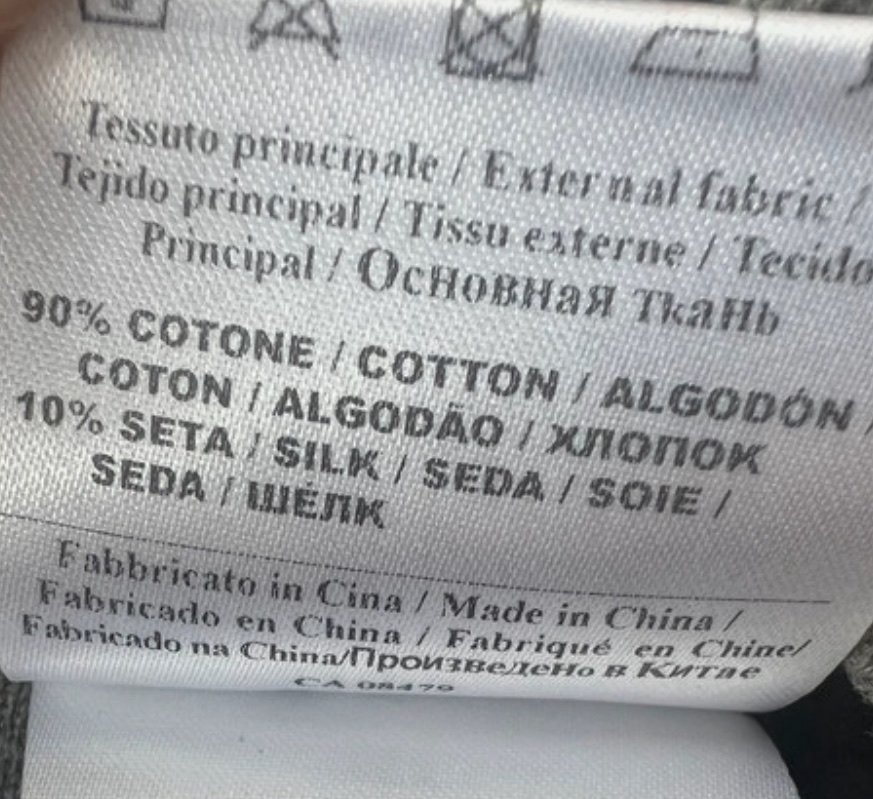 Tessuto principale / External fabric /
Tejido principal / Tissu externe / Tecido
Principal / Основная Ткань
90% COTONE / COTTON / ALGODÓN /
COTON / ALGODÃO / ХЛОПОК
10% SETA / SILK / SEDA / SOIE /
SEDA / ШЁЛК
Fabbricato in Cina / Made in China /
Fabricado en China / Fabriqué en Chine/
Fabricado na China/Произведено в Китае
CA 08479